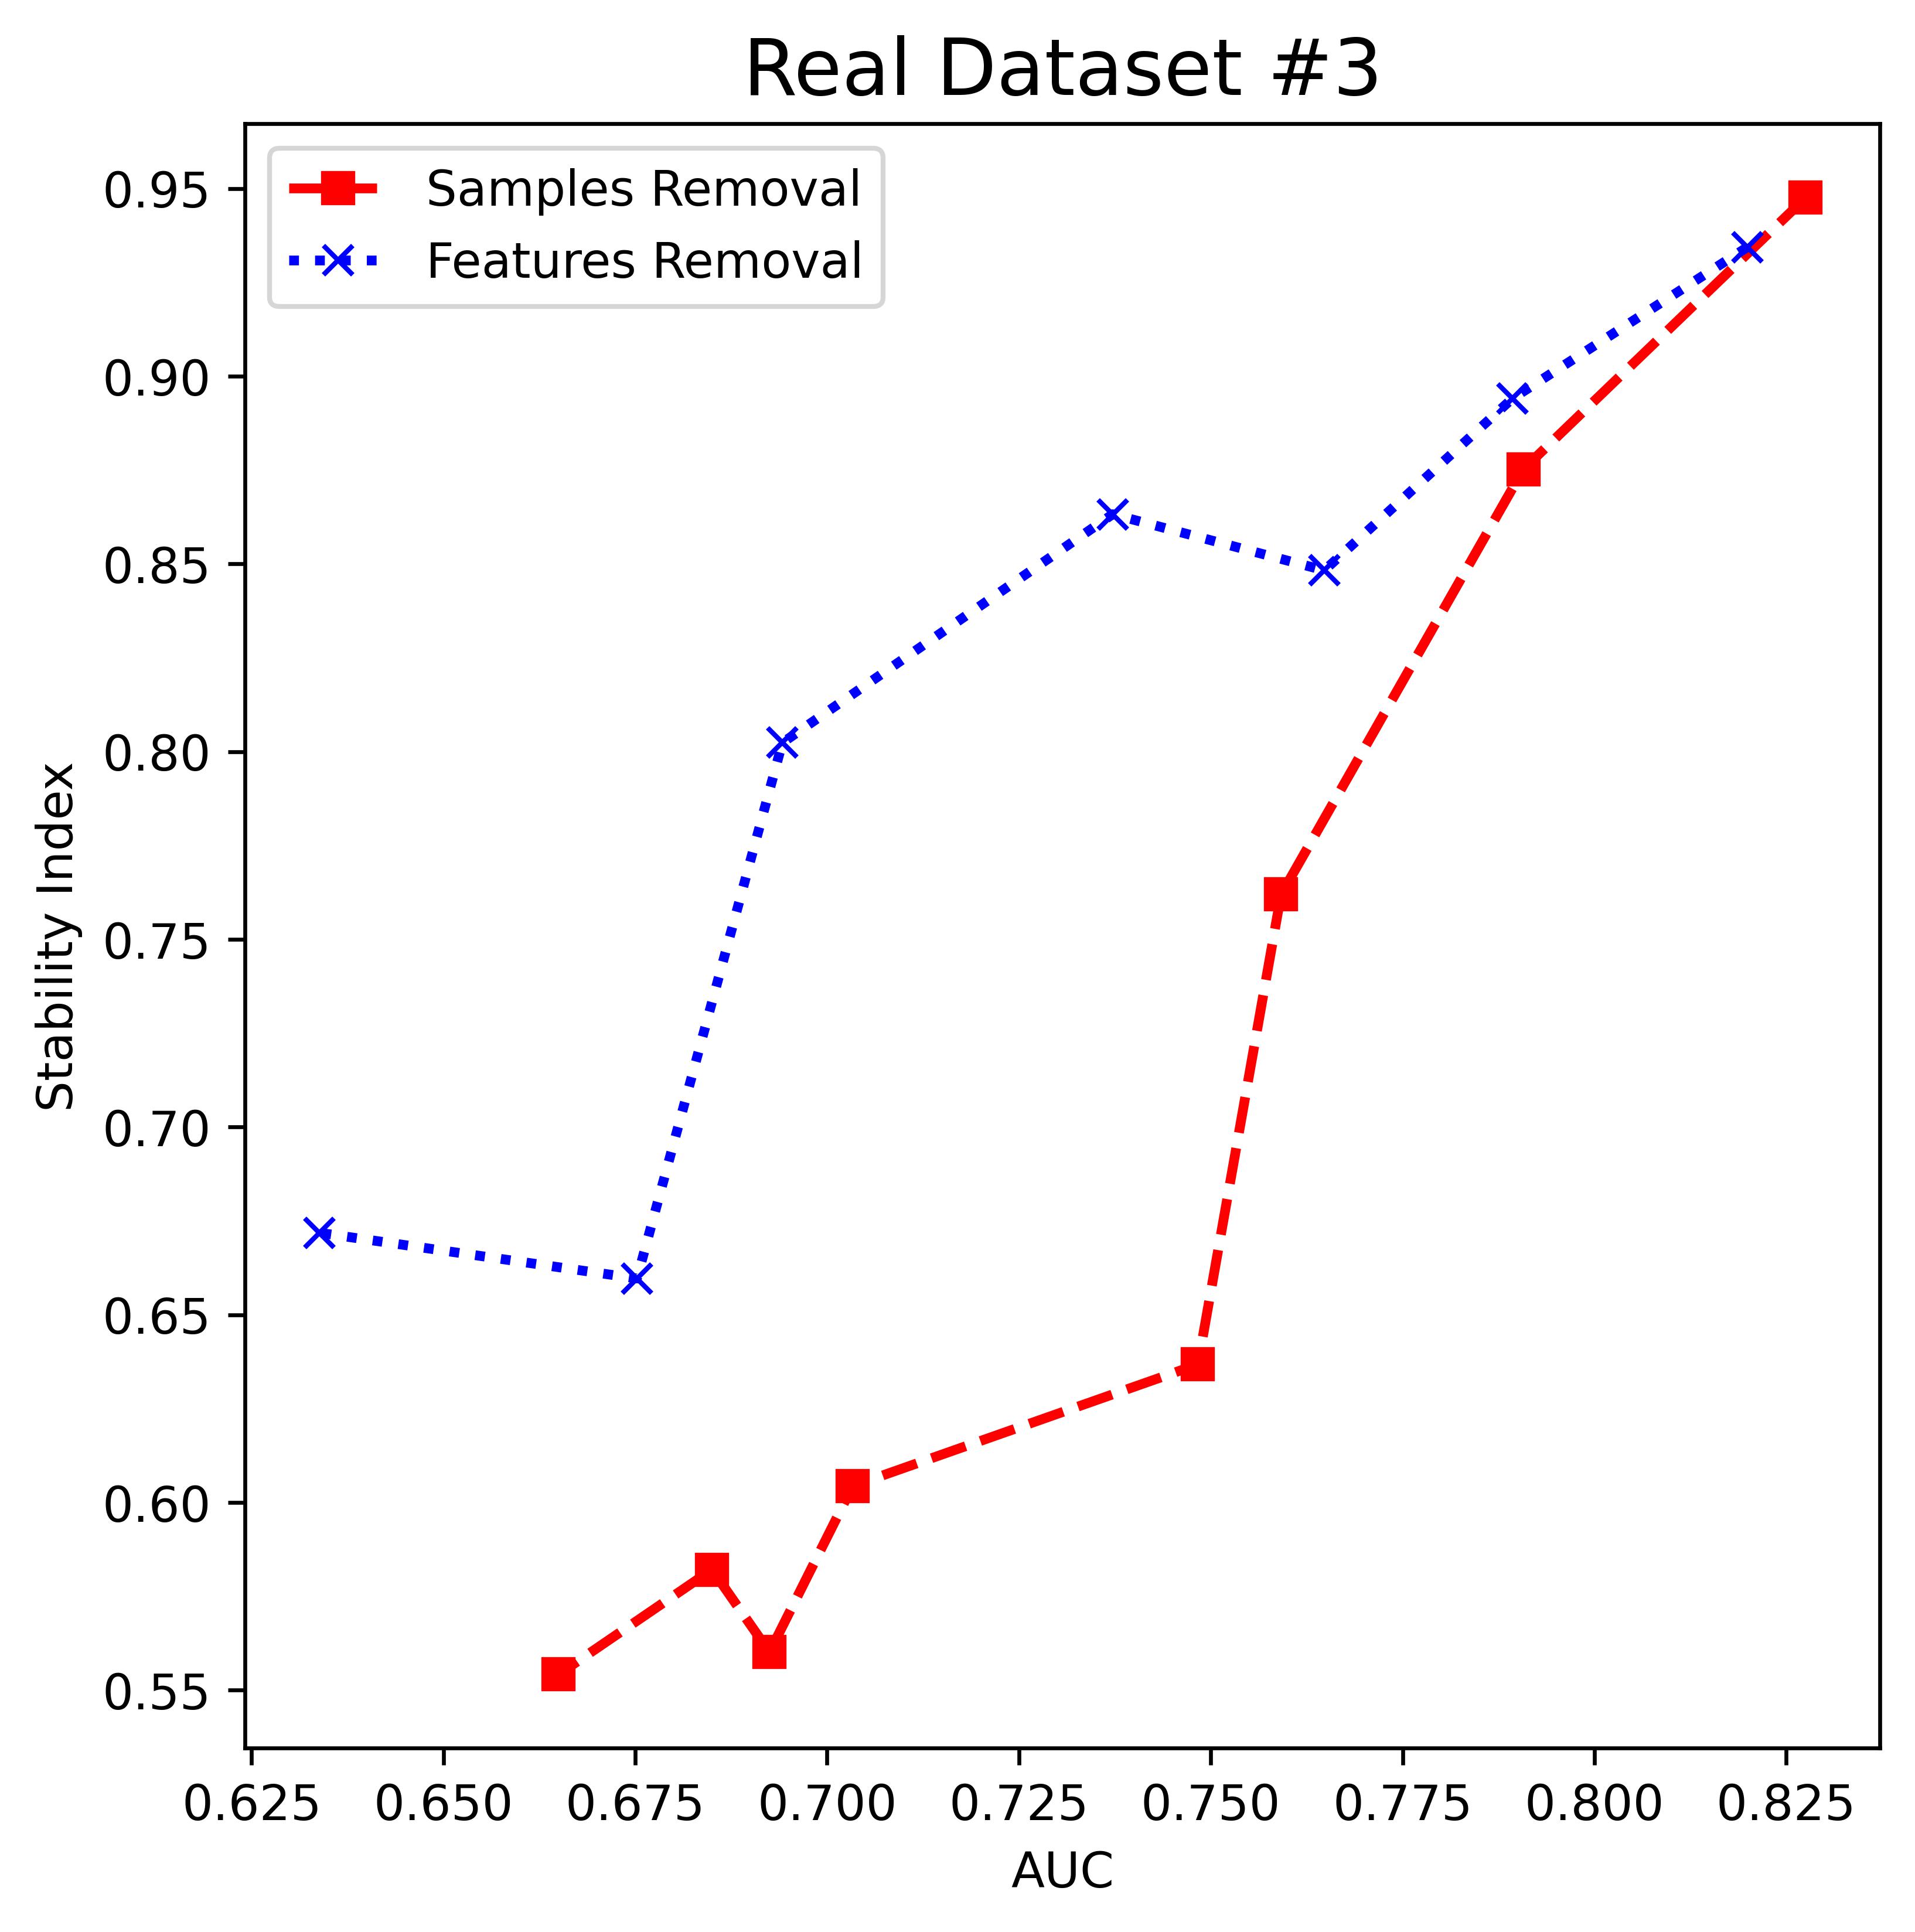 Real Dataset #3
Samples Removal
Features Removal
0.95
0.90
0.85
0.80
0.75
0.70
0.65
0.60
0.55
Stability Index
0.625 0.650 0.675 0.700 0.725 0.750 0.775 0.800 0.825
AUC